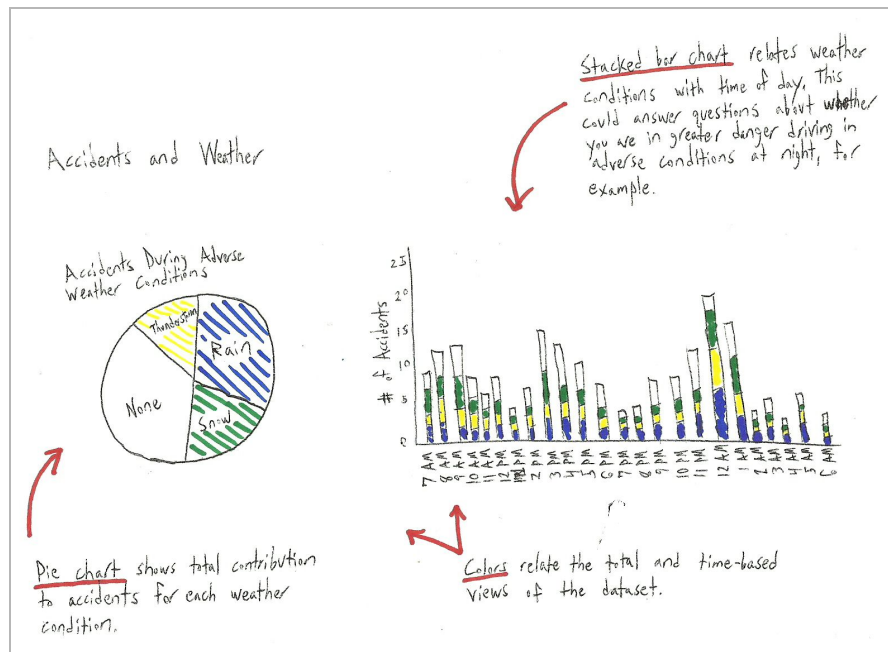 Stacked bar chart relates weather
conditions with time of day. This
could answer questions about whether
you are in greater danger driving in
adverse conditions at night, for
example.
Accidents and Weather
Accidents During Adverse
Weather Conditions
Thunderstorm
Rain
None
Snow
# of Accidents
25
20
15
10
5
0
7 AM
8 AM
9 AM
10 AM
11 AM
12 PM
PM
2 PM
3 PM
4 PM
5 PM
6 PM
7 PM
8 PM
9 PM
10 PM
11 PM
12 AM
1 AM
2 AM
3 AM
4 AM
5 AM
6 AM
Pie chart shows total contribution
to accidents for each weather
condition.
Colors relate the total and time-based
views of the dataset.